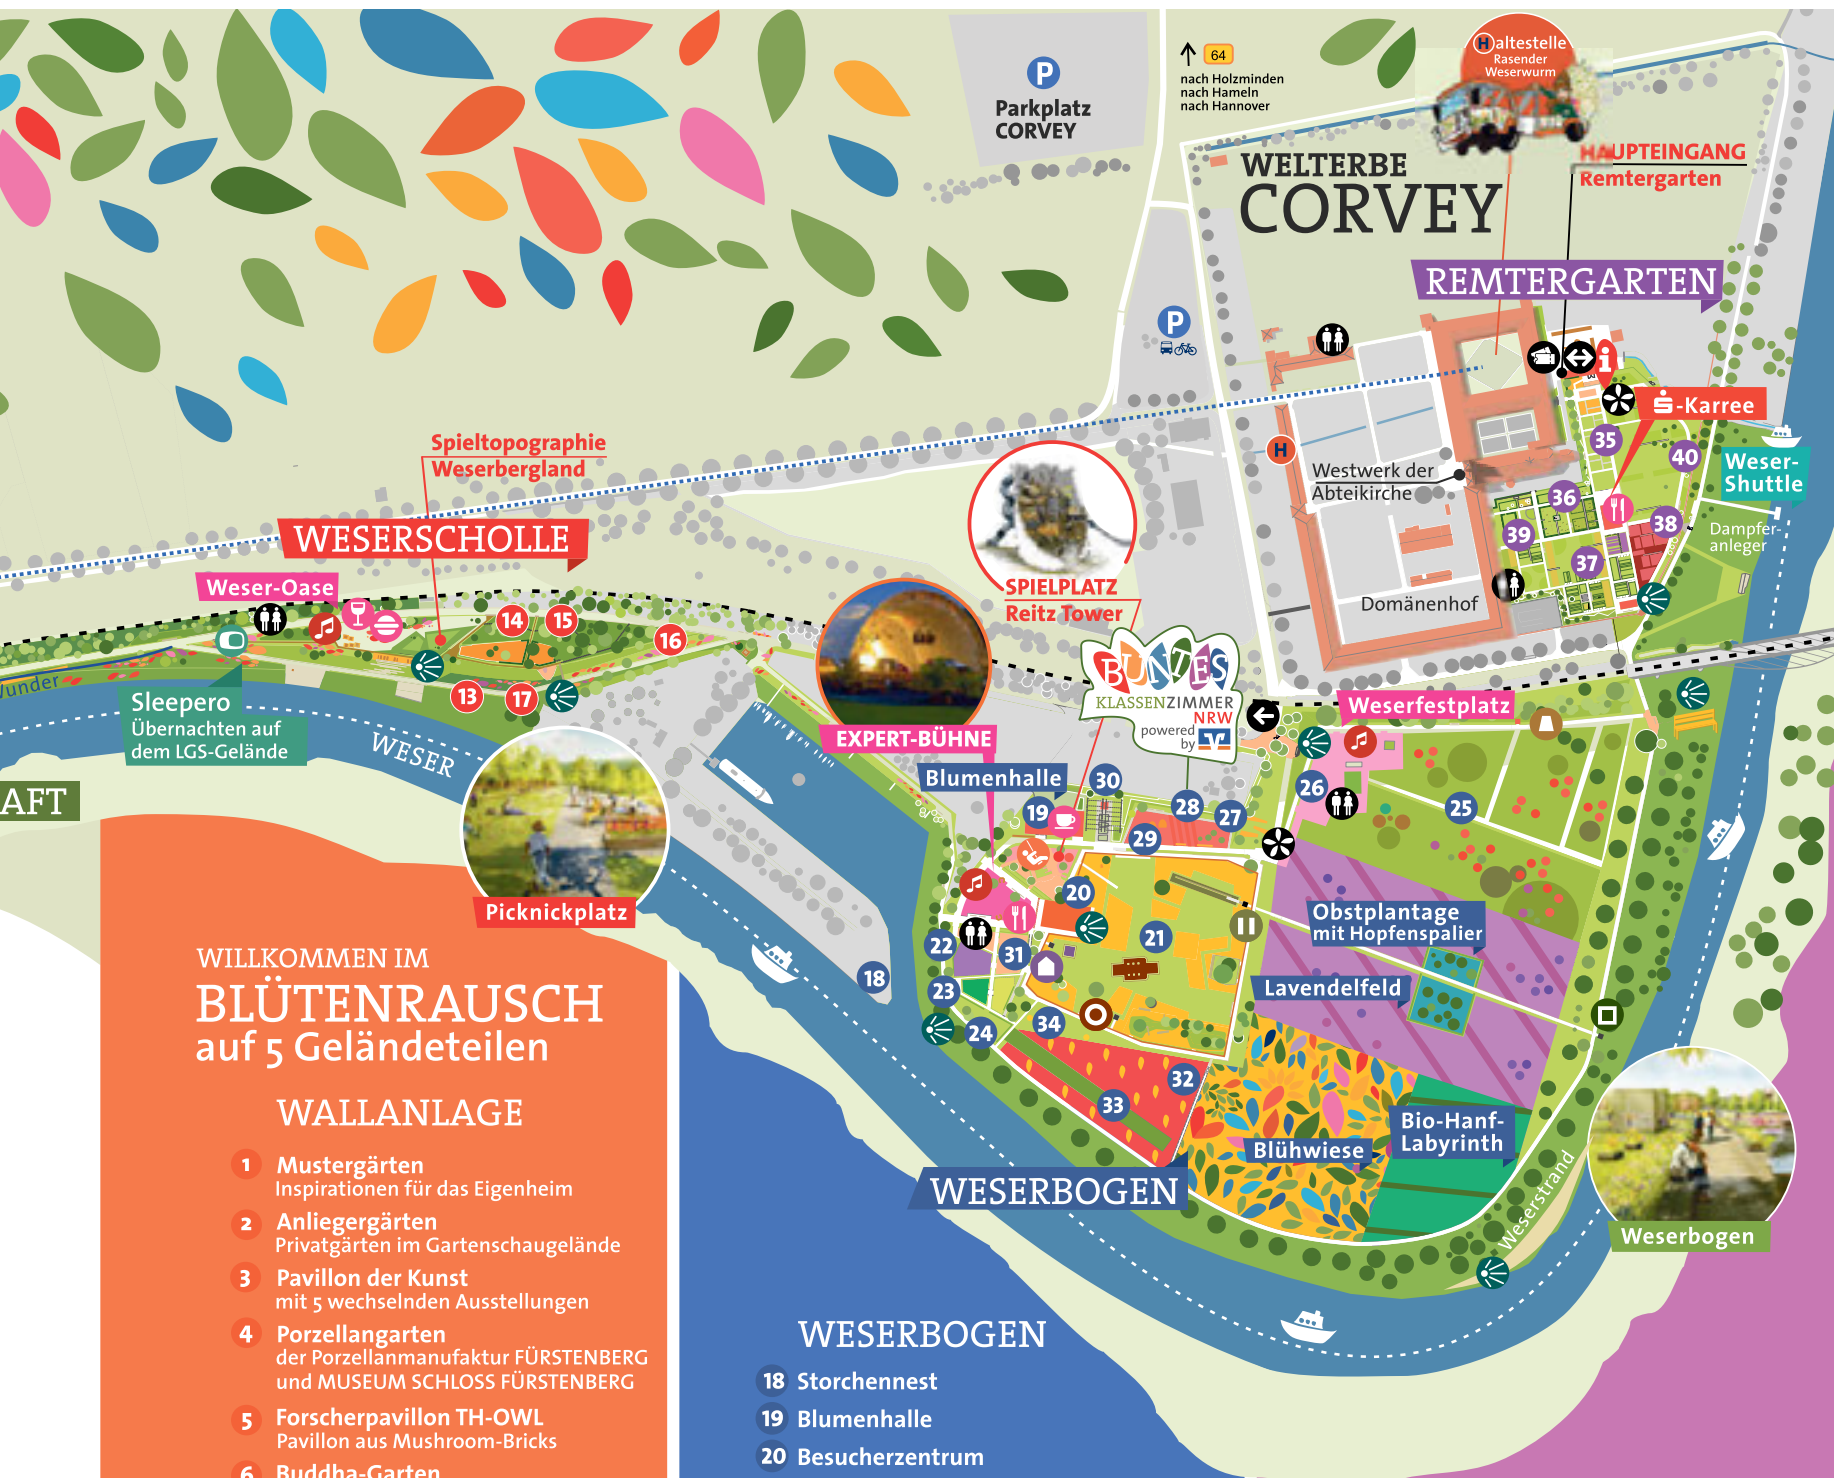 64
nach Holzminden
nach Hameln
nach Hannover
P
Parkplatz
CORVEY
Haltestelle
Rasender
Weserwurm
WELTERBE
CORVEY
HAUPTEINGANG
Remtergarten
REMTERGARTEN
P
i
S-Karree
35
40
Weser-
Shuttle
H
Westwerk der
Abteikirche
36
39
38
37
Dampfer-
anleger
Domänenhof
Spieltopographie
Weserbergland
WESERSCHOLLE
Weser-Oase
14
15
16
13
17
Sleepero
Übernachten auf
dem LGS-Gelände
Wunder
WESER
AFT
Picknickplatz
SPIELPLATZ
Reitz Tower
EXPERT-BÜHNE
BUNTES
KLASSENZIMMER
NRW
powered
by
Weserfestplatz
Blumenhalle
30
19
28
27
29
26
25
20
21
22
31
18
23
24
34
32
33
Obstplantage
mit Hopfenspalier
Lavendelfeld
Blühwiese
Bio-Hanf-
Labyrinth
WESERBOGEN
Weserstrand
Weserbogen
WILLKOMMEN IM
BLÜTENRAUSCH
auf 5 Geländeteilen
WALLANLAGE
1 Mustergärten
Inspirationen für das Eigenheim
2 Anliegergärten
Privatgärten im Gartenschaugelände
3 Pavillon der Kunst
mit 5 wechselnden Ausstellungen
4 Porzellangarten
der Porzellanmanufaktur FÜRSTENBERG
und MUSEUM SCHLOSS FÜRSTENBERG
5 Forscherpavillon TH-OWL
Pavillon aus Mushroom-Bricks
6 Buddha-Garten
WESERBOGEN
18 Storchennest
19 Blumenhalle
20 Besucherzentrum